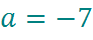 a = −7